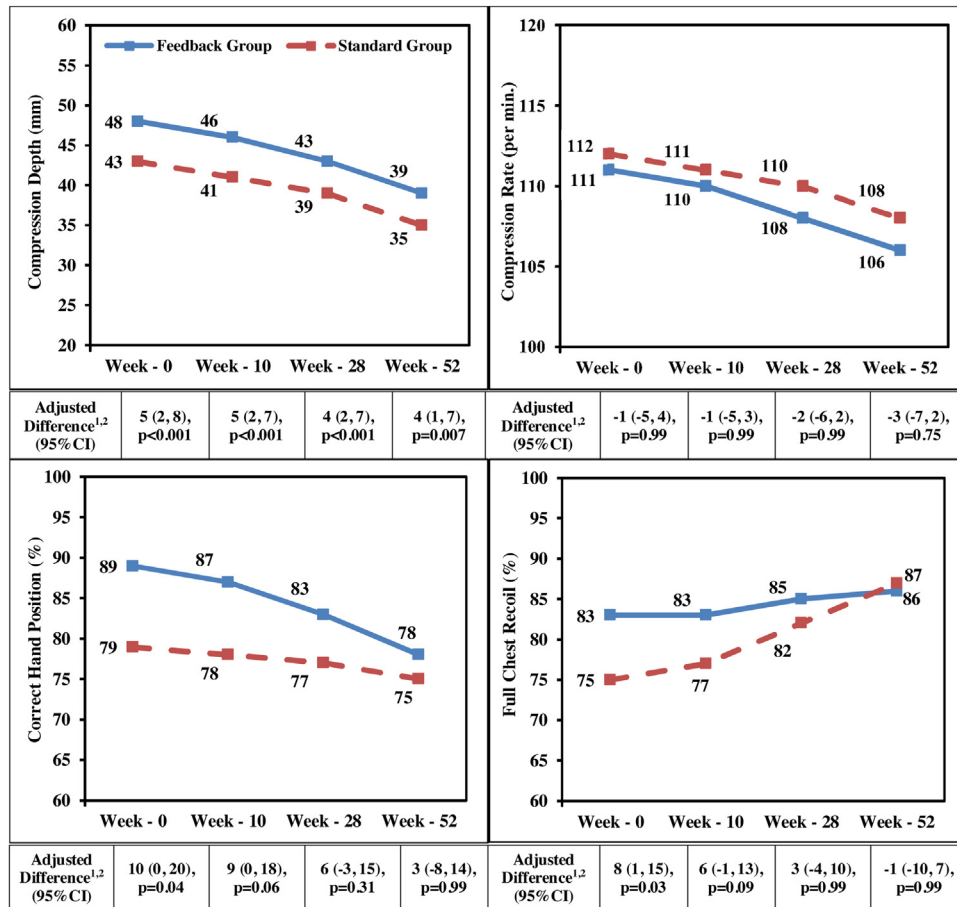 60
55
50
45
40
35
30
25
20
Compression Depth (mm)
Feedback Group
Standard Group
48
46
43
39
43
41
39
35
Week - 0
Week - 10
Week - 28
Week - 52
120
115
110
105
100
Compression Rate (per min.)
112
111
110
108
111
110
108
106
Week - 0
Week - 10
Week - 28
Week - 52
Adjusted
Difference1,2
(95%CI)
5 (2, 8),
p<0.001
5 (2, 7),
p<0.001
4 (2, 7),
p<0.001
4 (1, 7),
p=0.007
Adjusted
Difference1,2
(95%CI)
-1 (-5, 4),
p=0.99
-1 (-5, 3),
p=0.99
-2 (-6, 2),
p=0.99
-3 (-7, 2),
p=0.75
100
95
90
85
80
75
70
65
60
Correct Hand Position (%)
89
87
83
78
79
78
77
75
Week - 0
Week - 10
Week - 28
Week - 52
100
95
90
85
80
75
70
65
60
Full Chest Recoil (%)
83
83
85
87
86
75
77
82
Week - 0
Week - 10
Week - 28
Week - 52
Adjusted
Difference1,2
(95%CI)
10 (0, 20),
p=0.04
9 (0, 18),
p=0.06
6 (-3, 15),
p=0.31
3 (-8, 14),
p=0.99
Adjusted
Difference1,2
(95%CI)
8 (1, 15),
p=0.03
6 (-1, 13),
p=0.09
3 (-4, 10),
p=0.99
-1 (-10, 7),
p=0.99